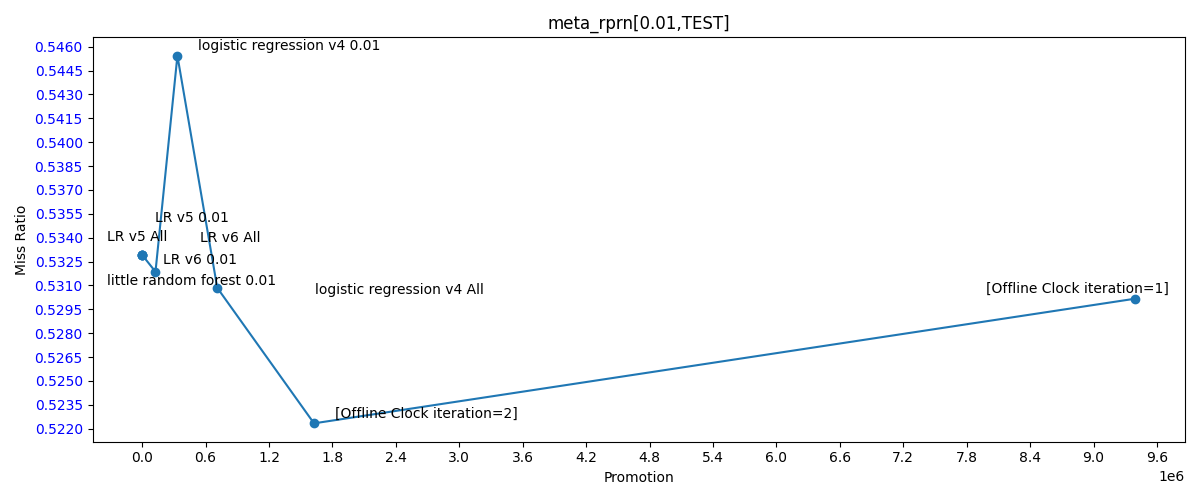 meta_rprn[0.01,TEST]
Miss Ratio
0.5460
0.5445
0.5430
0.5415
0.5400
0.5385
0.5370
0.5355
0.5340
0.5325
0.5310
0.5295
0.5280
0.5265
0.5250
0.5235
0.5220
logistic regression v4 0.01
LR v5 0.01
LR v5 All
LR v6 All
LR v6 0.01
little random forest 0.01
logistic regression v4 All
[Offline Clock iteration=1]
[Offline Clock iteration=2]
0.0 0.6 1.2 1.8 2.4 3.0 3.6 4.2 4.8 5.4 6.0 6.6 7.2 7.8 8.4 9.0 9.6
1e6
Promotion